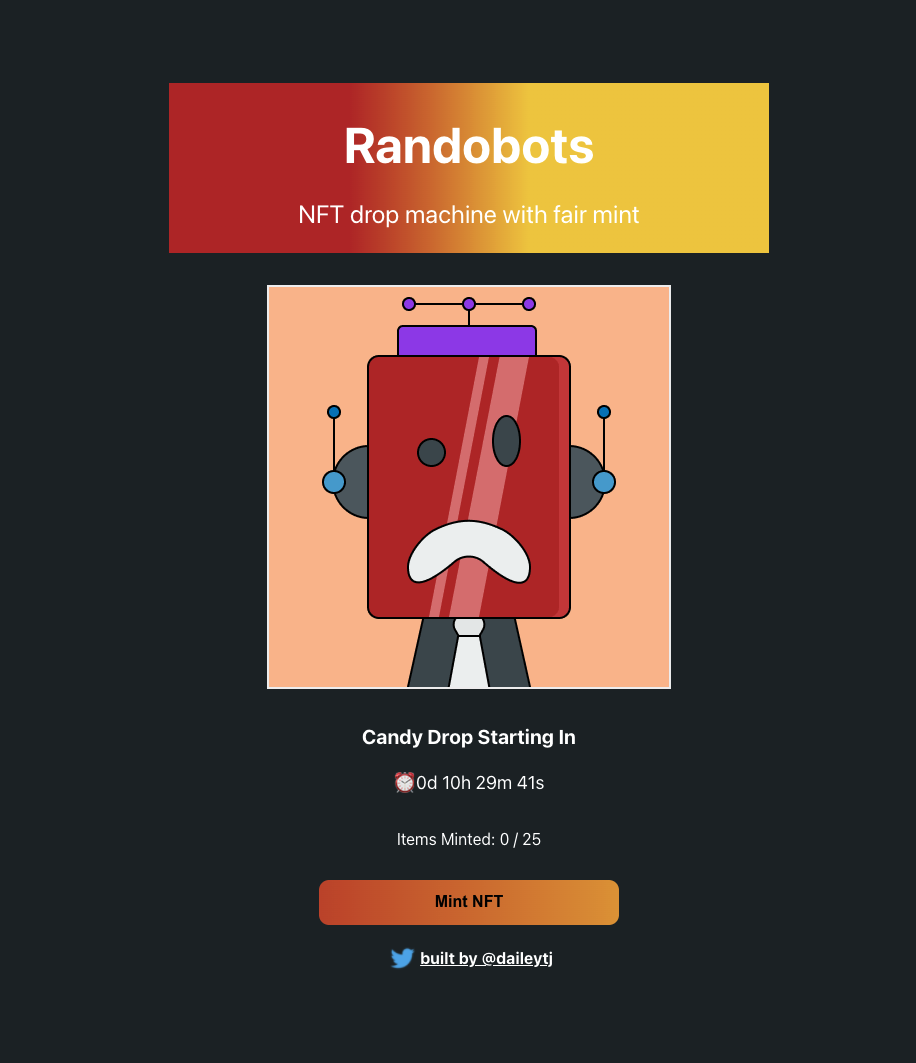 Randobots
NFT drop machine with fair mint
Candy Drop Starting In
⏰0d 10h 29m 41s
Items Minted: 0 / 25
Mint NFT
built by @daileytj